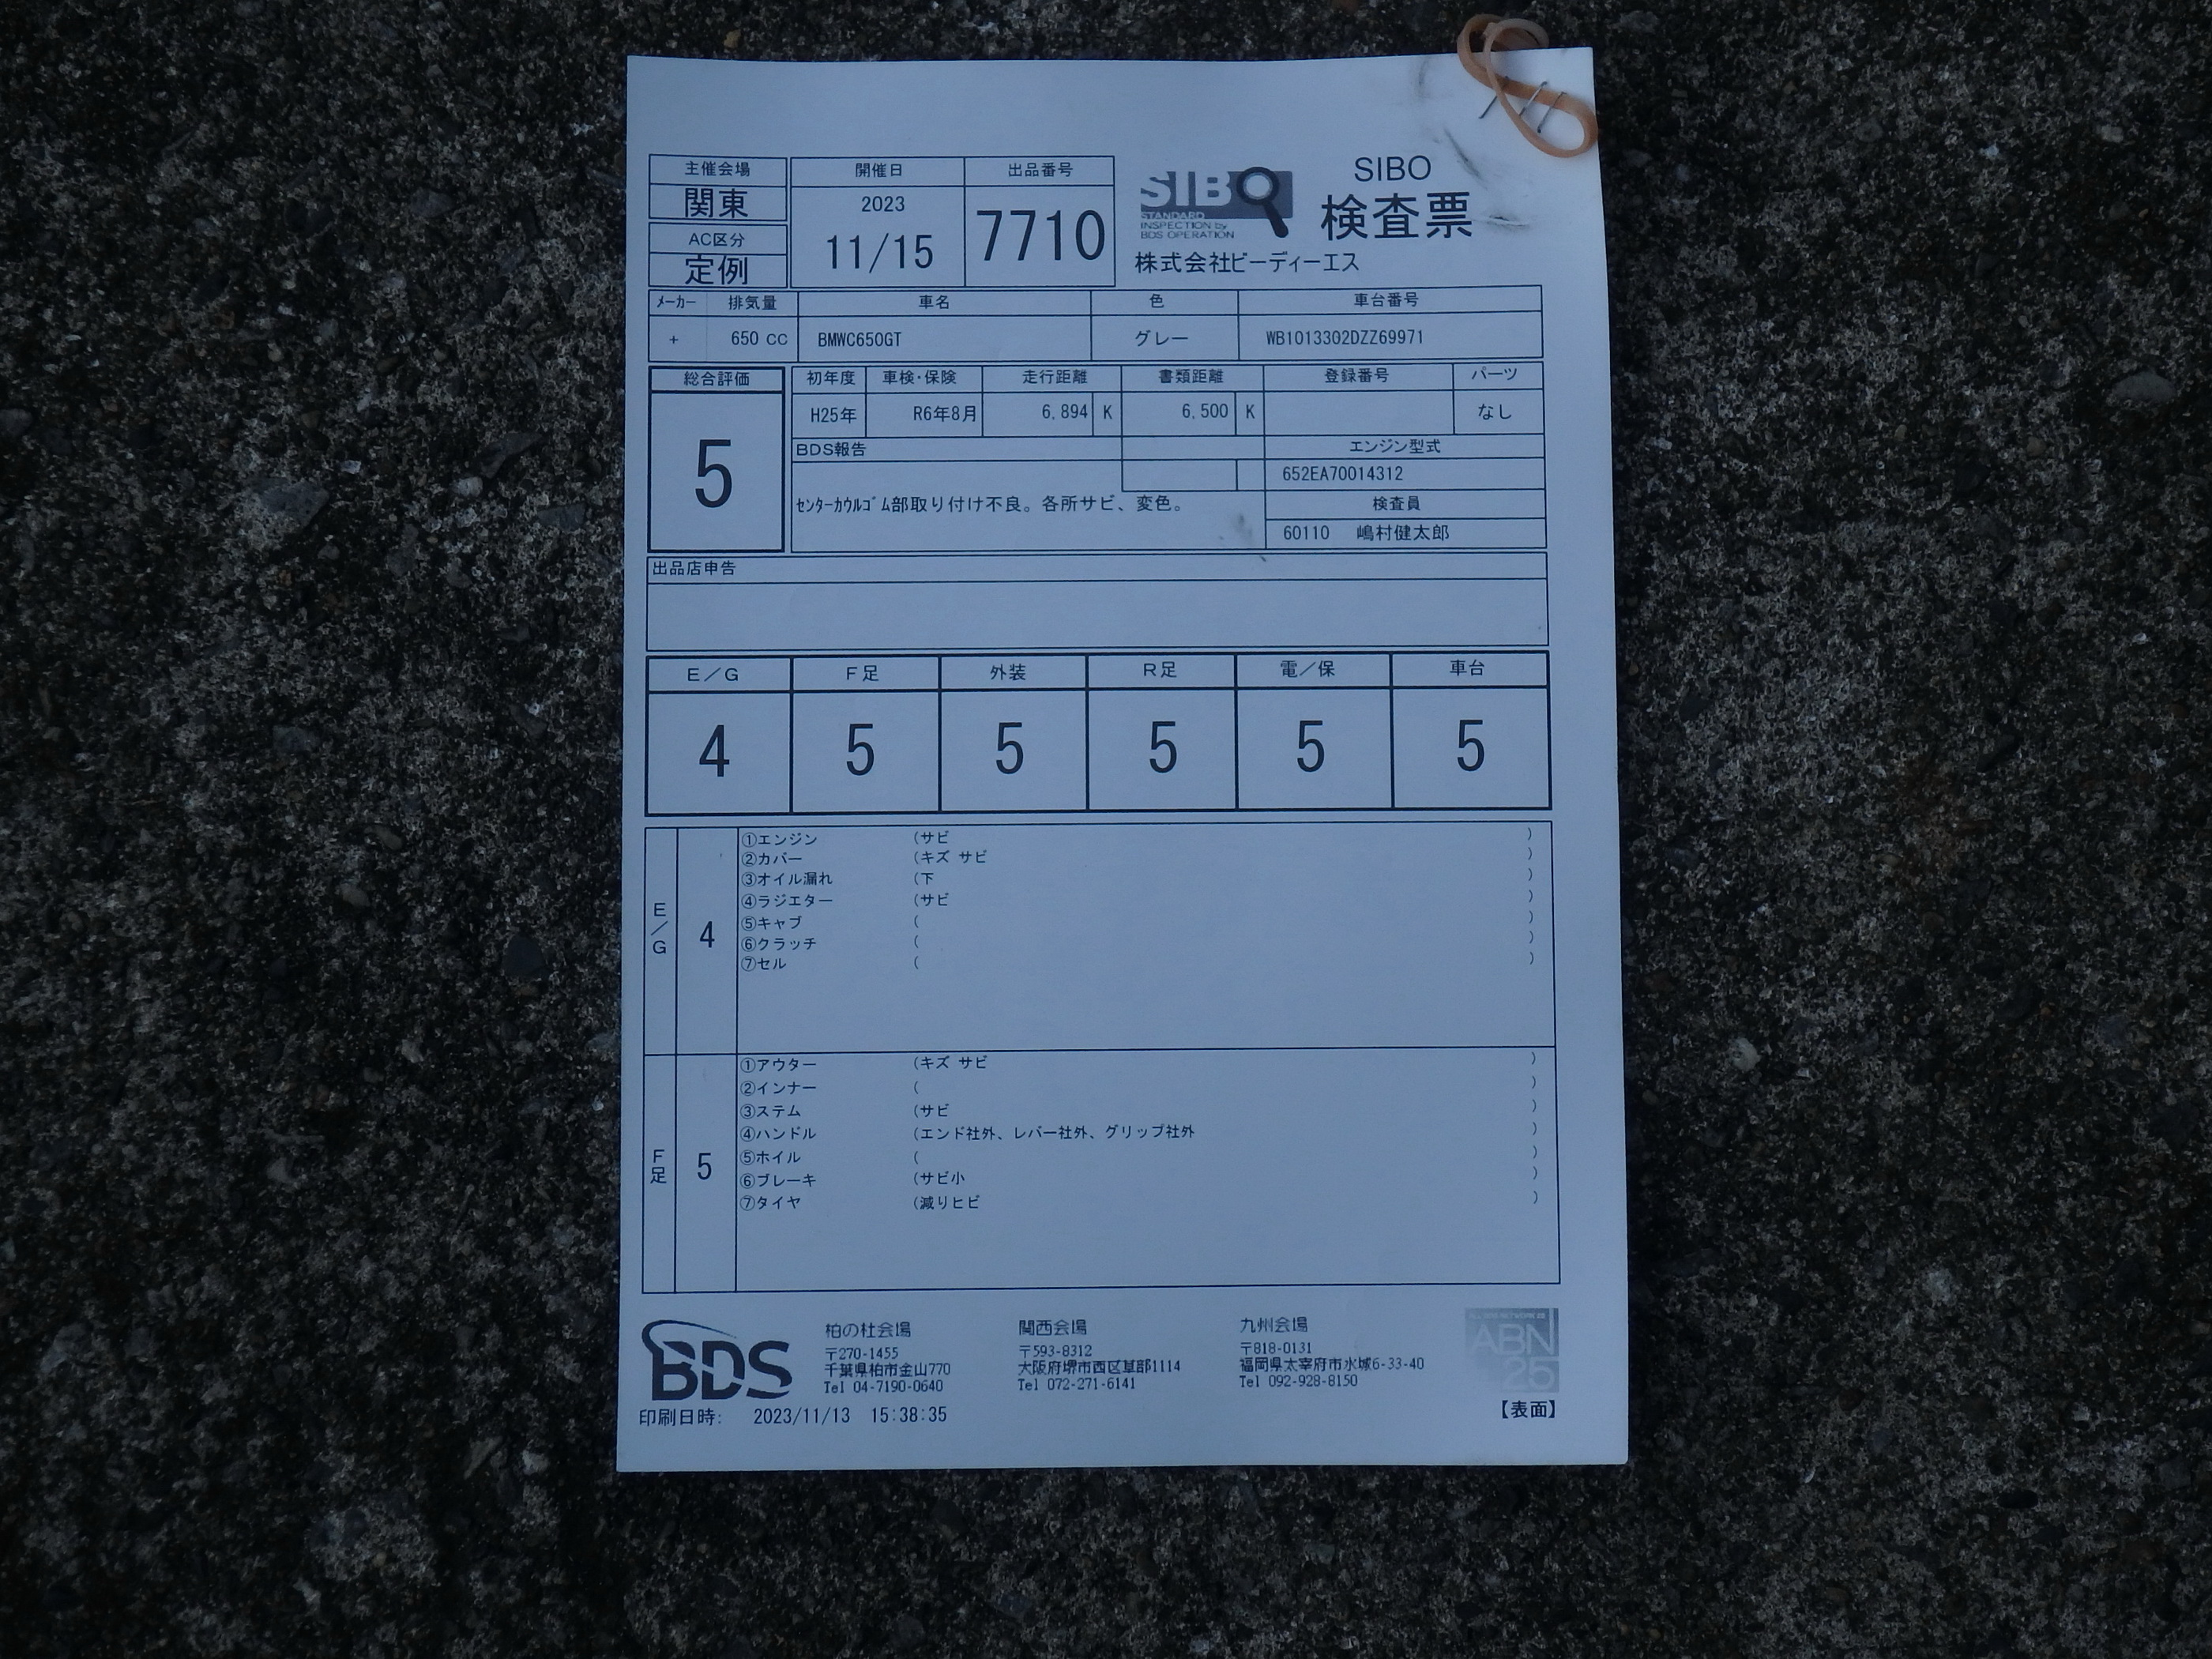 主催会場 開催日 出品番号
関東 2023 11/15 7710
AC区分
定例
SIBO
STANDARD
INSPECTION by
BDS OPERATION
SIBO
検査票
株式会社ビーディーエス
ﾒｰｶｰ 排気量 車名 色 車台番号
+ 650 CC BMWC650GT グレー WB1013302DZZ69971
総合評価 初年度 車検・保険 走行距離 書類距離 登録番号 パーツ
5 H25年 R6年8月 6,894 K 6,500 K なし
BDS報告 エンジン型式
652EA70014312
ｾﾝﾀｰｶｳﾙｺﾞﾑ部取り付け不良。各所サビ、変色。
検査員
60110 嶋村健太郎
出品店申告
E/G F足 外装 R足 電/保 車台
4 5 5 5 5 5
E/G 4
①エンジン (サビ )
②カバー (キズ サビ )
③オイル漏れ (下 )
④ラジエター (サビ )
⑤キャブ ( )
⑥クラッチ ( )
⑦セル ( )
F足 5
①アウター (キズ サビ )
②インナー ( )
③ステム (サビ )
④ハンドル (エンド社外、レバー社外、グリップ社外 )
⑤ホイル ( )
⑥ブレーキ (サビ小 )
⑦タイヤ (減りヒビ )
BDS
柏の杜会場
〒270-1455
千葉県柏市金山770
Tel 04-7190-0640
関西会場
〒593-8312
大阪府堺市西区草部1114
Tel 072-271-6141
九州会場
〒818-0131
福岡県太宰府市水城6-33-40
Tel 092-928-8150
ABN
25
印刷日時: 2023/11/13 15:38:35
【表面】